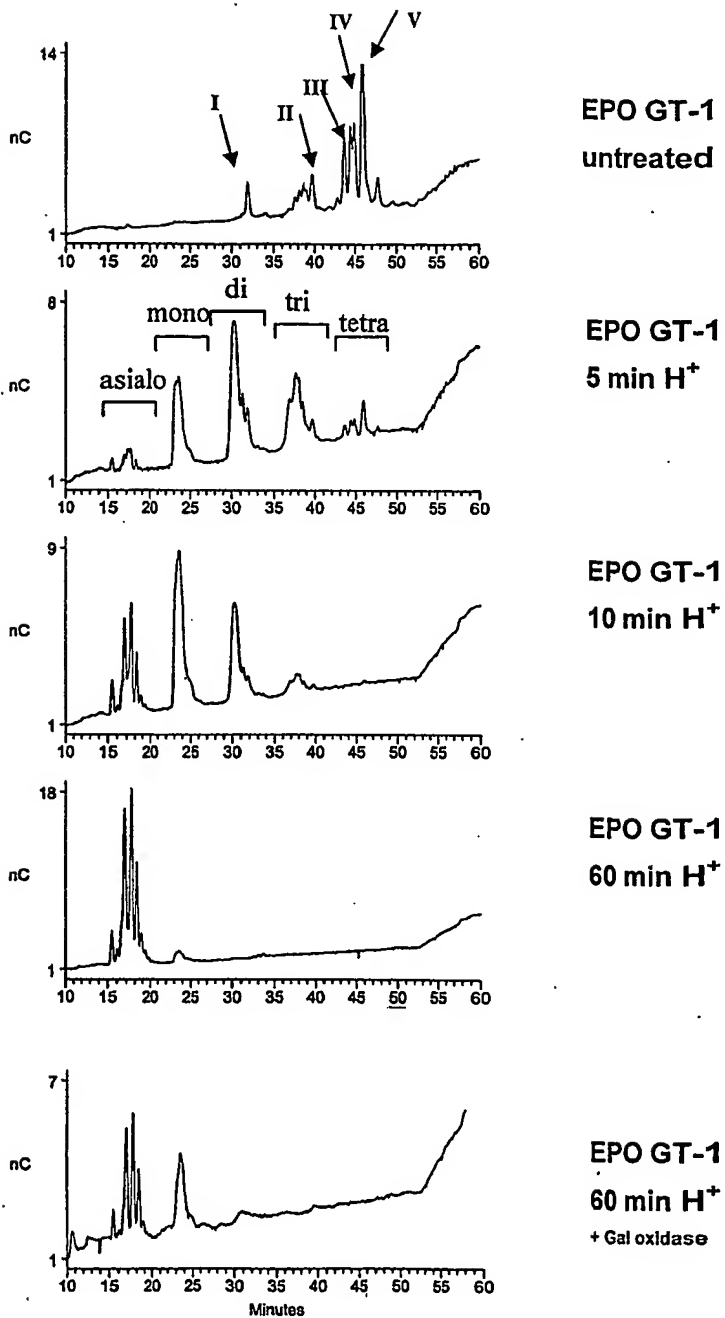 IV V
14
I II III
nC
EPO GT-1
untreated
1
10 15 20 25 30 35 40 45 50 55 60
8
asialo mono di tri tetra
nC
EPO GT-1
5 min H⁺
1
10 15 20 25 30 35 40 45 50 55 60
9
nC
EPO GT-1
10 min H⁺
1
10 15 20 25 30 35 40 45 50 55 60
18
nC
EPO GT-1
60 min H⁺
1
10 15 20 25 30 35 40 45 50 55 60
7
nC
EPO GT-1
60 min H⁺
+ Gal oxidase
1
10 15 20 25 30 35 40 45 50 55 60
Minutes